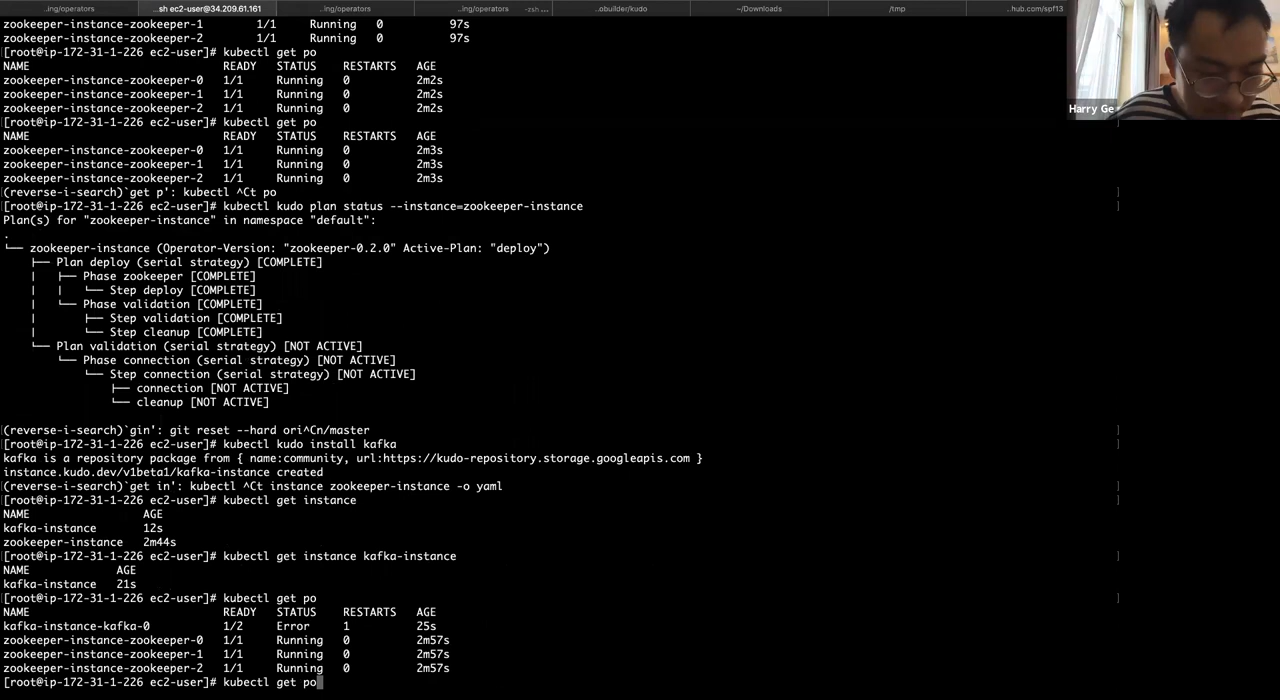 ..ing/operators ...sh ec2-user@34.209.61.161 ..ing/operators ..ing/operators -zsh ..obuilder/kudo ~/Downloads /tmp ...hub.com/spf13
zookeeper-instance-zookeeper-1 1/1 Running 0 97s
zookeeper-instance-zookeeper-2 1/1 Running 0 97s
[root@ip-172-31-1-226 ec2-user]# kubectl get po
NAME READY STATUS RESTARTS AGE
zookeeper-instance-zookeeper-0 1/1 Running 0 2m2s
zookeeper-instance-zookeeper-1 1/1 Running 0 2m2s
zookeeper-instance-zookeeper-2 1/1 Running 0 2m2s
Harry Ge
[root@ip-172-31-1-226 ec2-user]# kubectl get po
NAME READY STATUS RESTARTS AGE
zookeeper-instance-zookeeper-0 1/1 Running 0 2m3s
zookeeper-instance-zookeeper-1 1/1 Running 0 2m3s
zookeeper-instance-zookeeper-2 1/1 Running 0 2m3s
(reverse-i-search)`get p': kubectl ^Ct po
[root@ip-172-31-1-226 ec2-user]# kubectl kudo plan status --instance=zookeeper-instance
Plan(s) for "zookeeper-instance" in namespace "default":
.
└── zookeeper-instance (Operator-Version: "zookeeper-0.2.0" Active-Plan: "deploy")
├── Plan deploy (serial strategy) [COMPLETE]
| ├── Phase zookeeper [COMPLETE]
| | └── Step deploy [COMPLETE]
| └── Phase validation [COMPLETE]
| ├── Step validation [COMPLETE]
| └── Step cleanup [COMPLETE]
└── Plan validation (serial strategy) [NOT ACTIVE]
└── Phase connection (serial strategy) [NOT ACTIVE]
└── Step connection (serial strategy) [NOT ACTIVE]
├── connection [NOT ACTIVE]
└── cleanup [NOT ACTIVE]
(reverse-i-search)`gin': git reset --hard ori^Cn/master
[root@ip-172-31-1-226 ec2-user]# kubectl kudo install kafka
kafka is a repository package from { name:community, url:https://kudo-repository.storage.googleapis.com }
instance.kudo.dev/v1beta1/kafka-instance created
(reverse-i-search)`get in': kubectl ^Ct instance zookeeper-instance -o yaml
[root@ip-172-31-1-226 ec2-user]# kubectl get instance
NAME AGE
kafka-instance 12s
zookeeper-instance 2m44s
[root@ip-172-31-1-226 ec2-user]# kubectl get instance kafka-instance
NAME AGE
kafka-instance 21s
[root@ip-172-31-1-226 ec2-user]# kubectl get po
NAME READY STATUS RESTARTS AGE
kafka-instance-kafka-0 1/2 Error 1 25s
zookeeper-instance-zookeeper-0 1/1 Running 0 2m57s
zookeeper-instance-zookeeper-1 1/1 Running 0 2m57s
zookeeper-instance-zookeeper-2 1/1 Running 0 2m57s
[root@ip-172-31-1-226 ec2-user]# kubectl get po